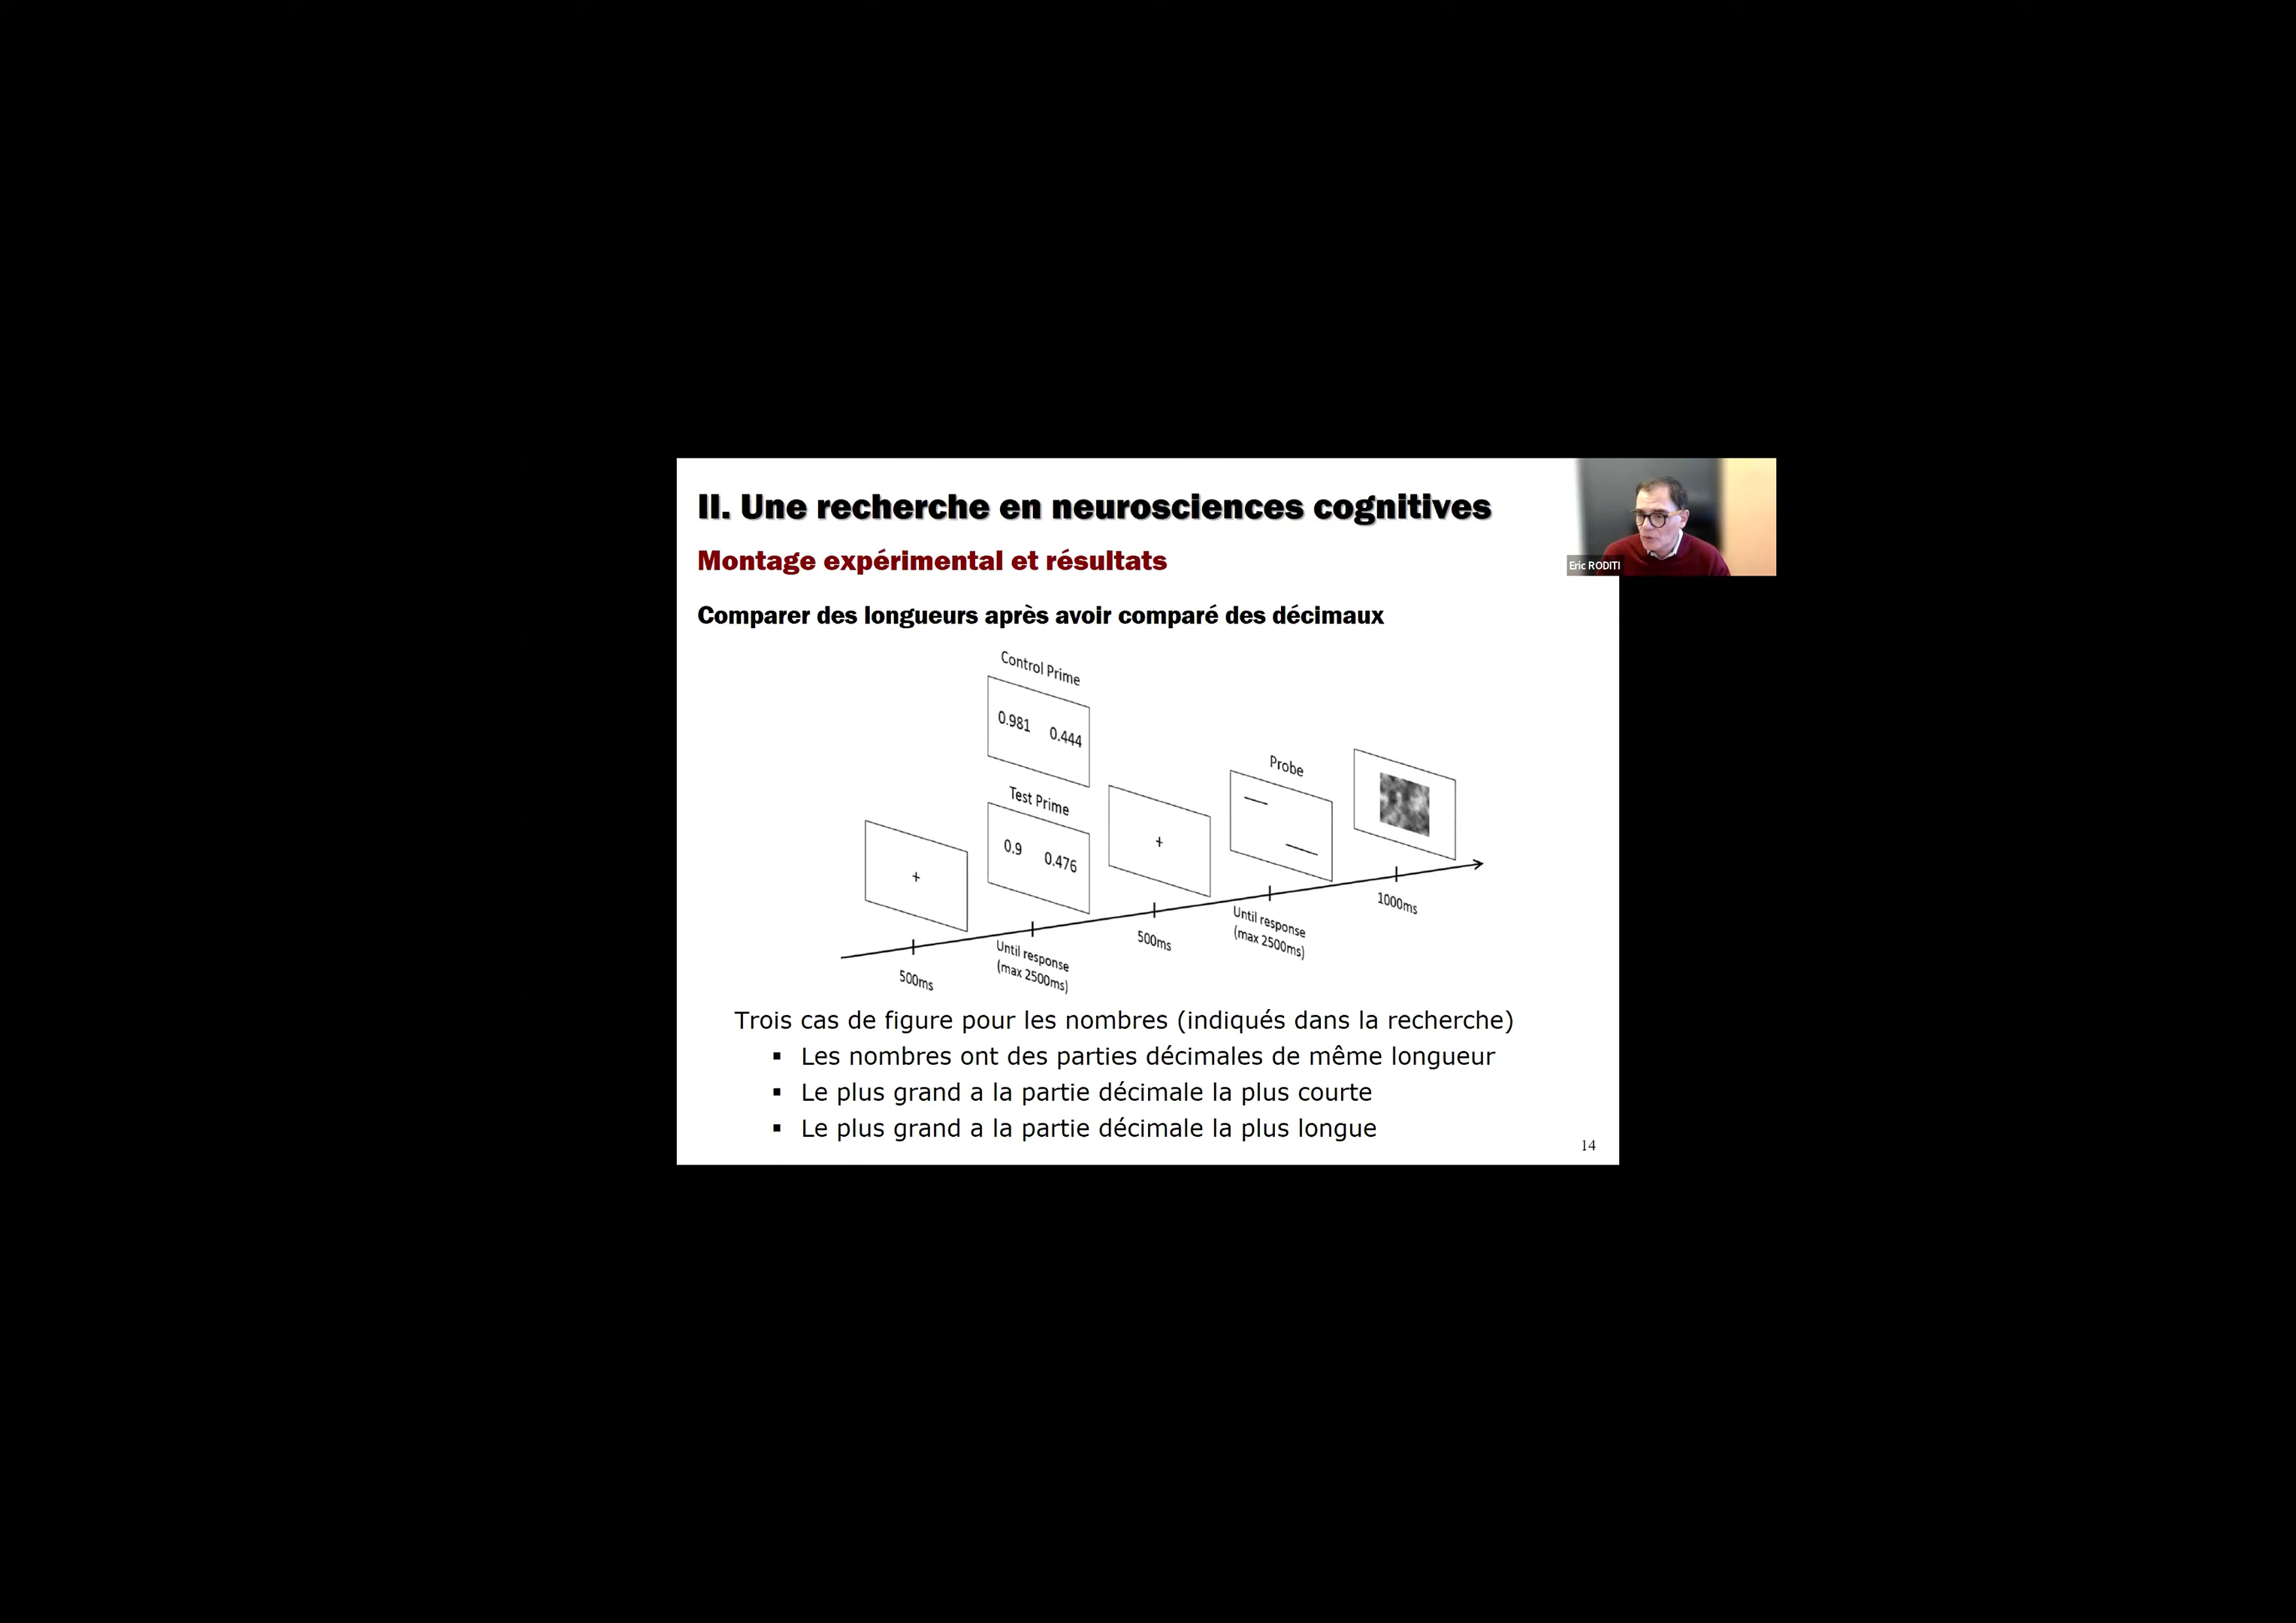 II. Une recherche en neurosciences cognitives
Eric RODITI
Montage expérimental et résultats
Comparer des longueurs après avoir comparé des décimaux
Control Prime
0.981 0.444
Test Prime
0.9 0.476
+
+
Probe
500ms
Until response
(max 2500ms)
500ms
Until response
(max 2500ms)
1000ms
Trois cas de figure pour les nombres (indiqués dans la recherche)
▪ Les nombres ont des parties décimales de même longueur
▪ Le plus grand a la partie décimale la plus courte
▪ Le plus grand a la partie décimale la plus longue
14